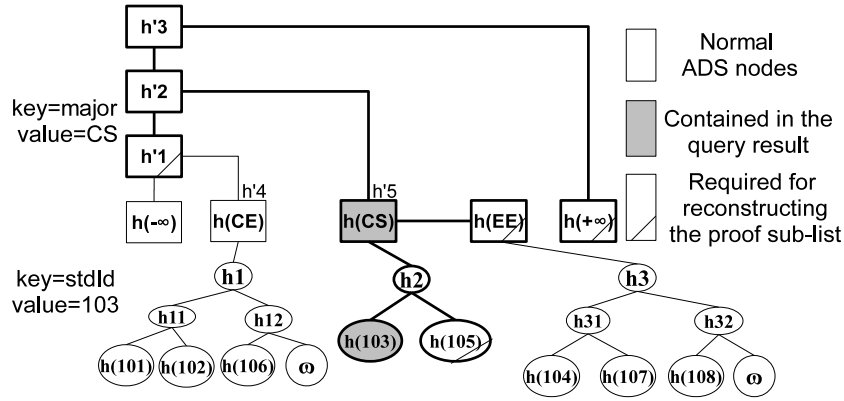 h'3
Normal
ADS nodes
h'2
key=major
value=CS
Contained in the
query result
h'1
h'4
h'5
Required for
reconstructing
the proof sub-list
h(-∞)
h(CE)
h(CS)
h(EE)
h(+∞)
key=stdId
value=103
h1
h2
h3
h11
h12
h31
h32
h(101)
h(102)
h(106)
ω
h(103)
h(105)
h(104)
h(107)
h(108)
ω